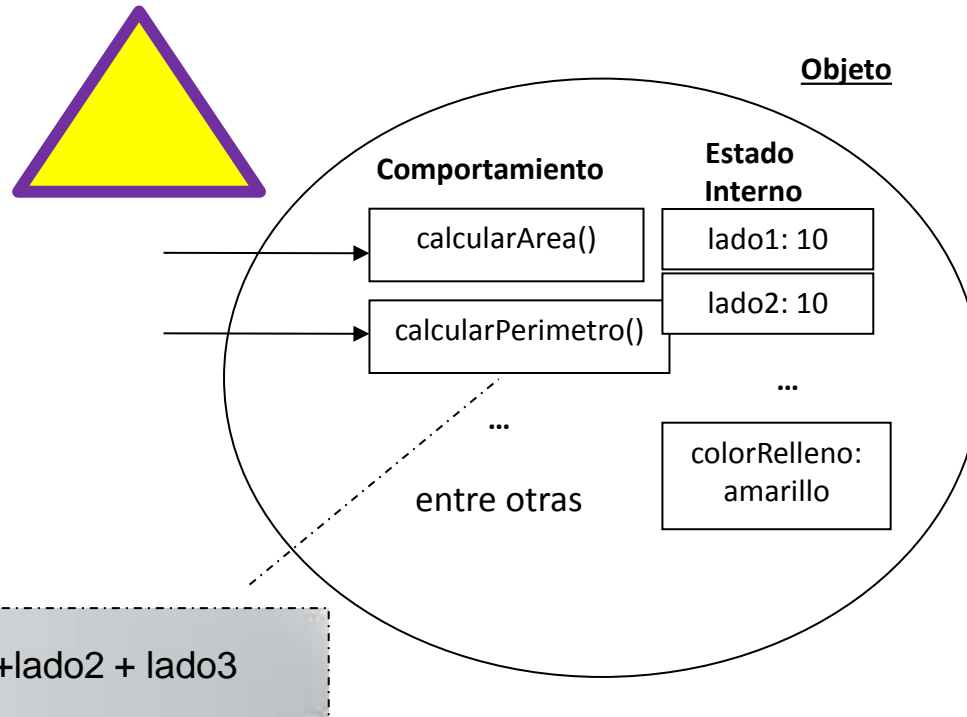 Objeto
Comportamiento
Estado
Interno
calcularArea()
lado1: 10
calcularPerimetro()
lado2: 10
...
...
entre otras
colorRelleno:
amarillo
+lado2 + lado3